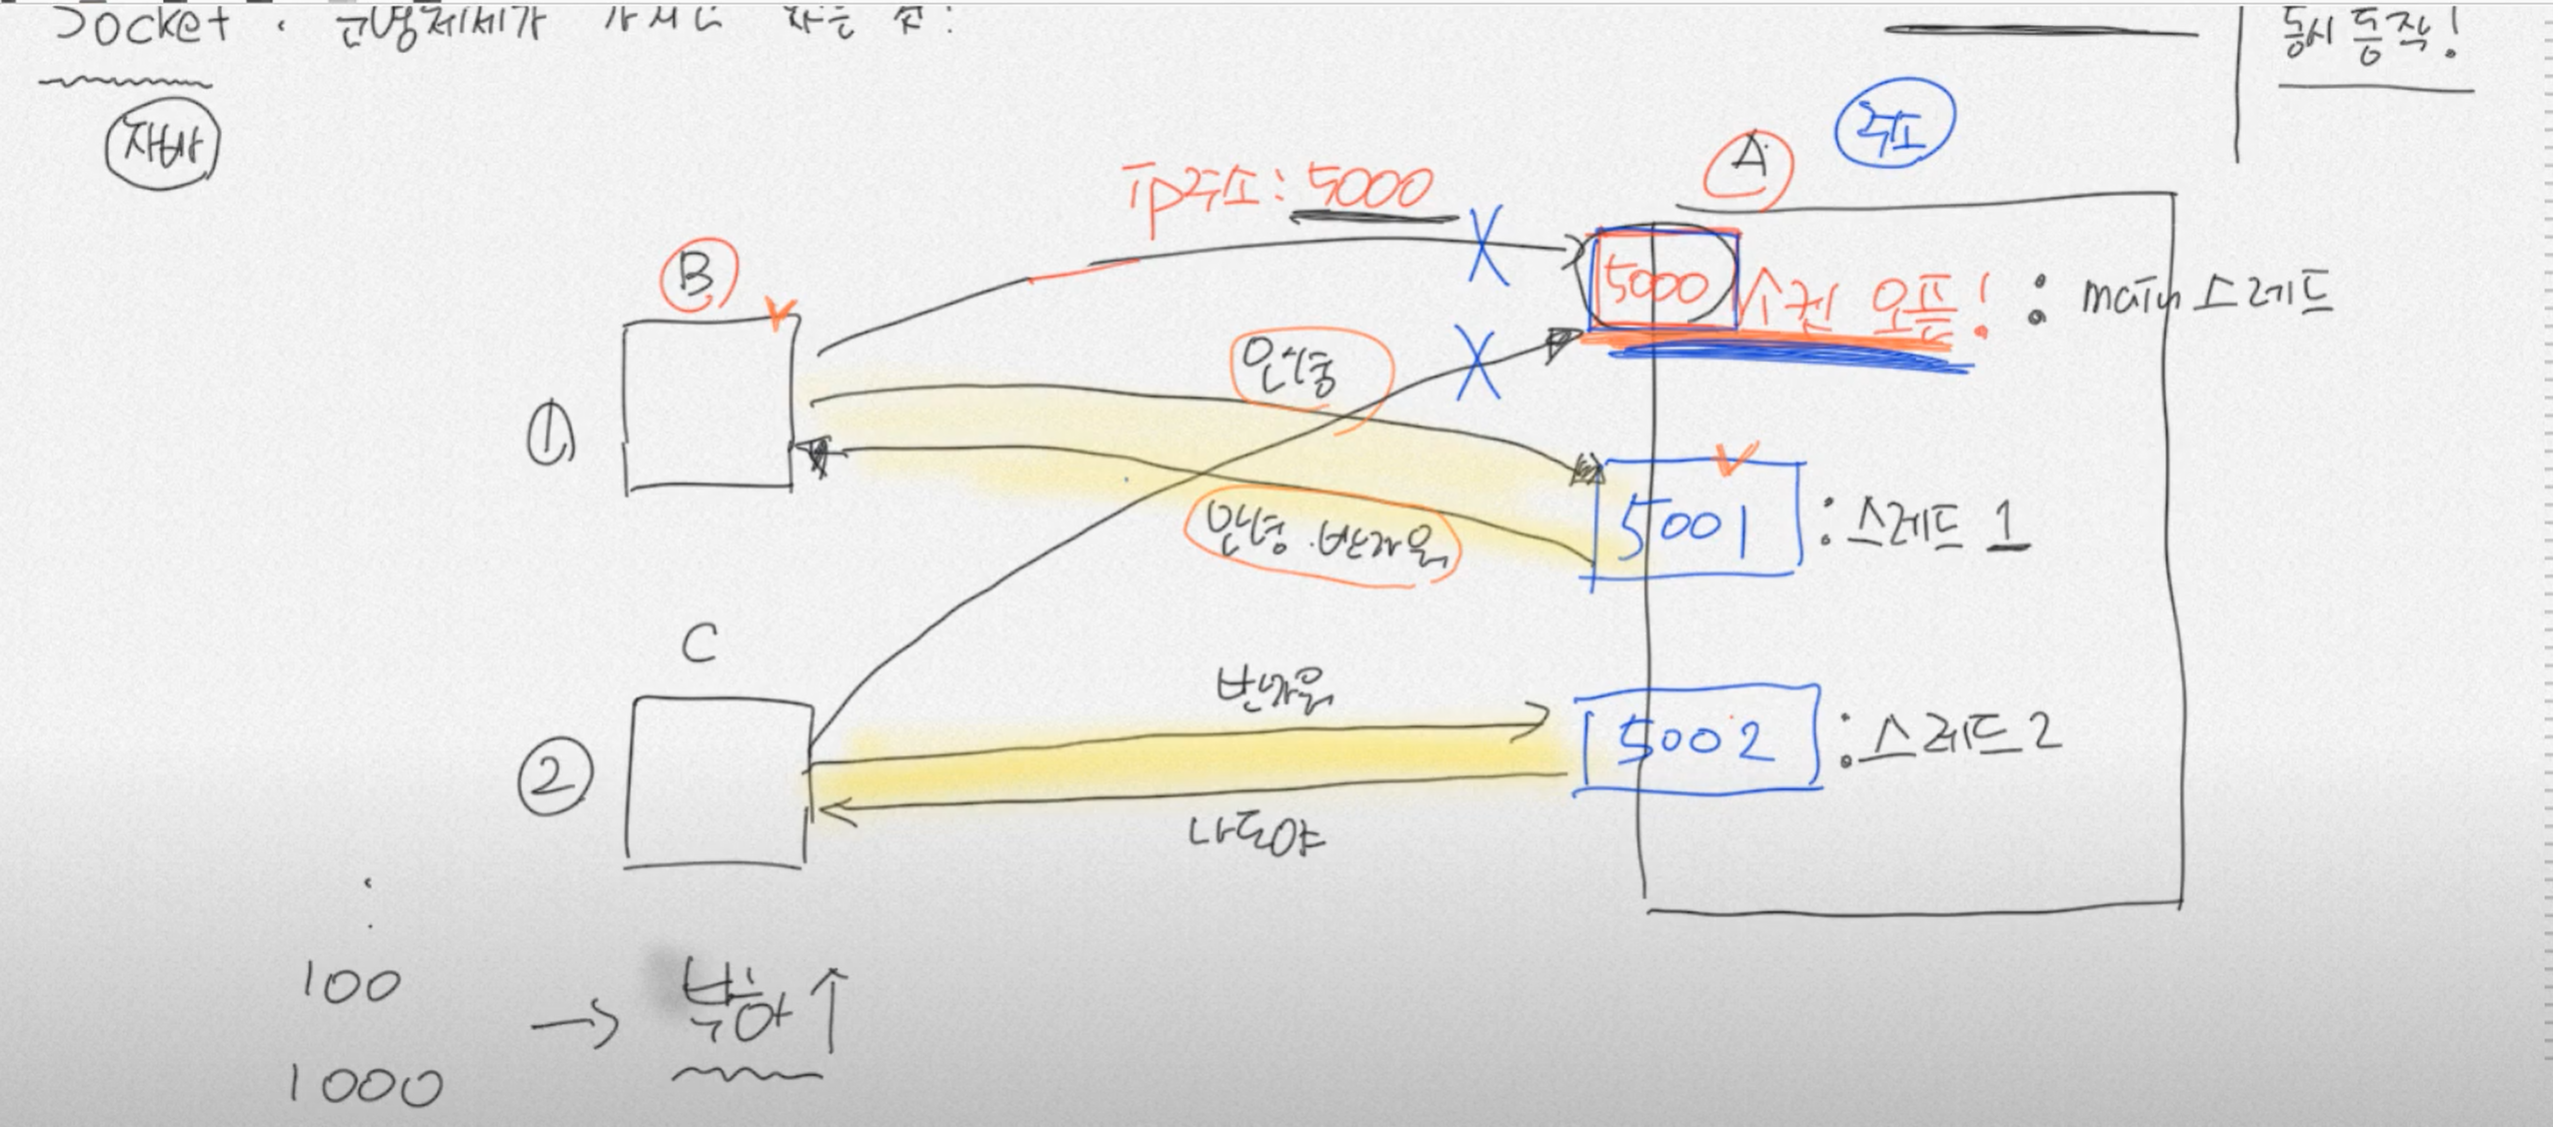 Socket : 운영체제가 가지고 있는 것!
동시 동작!
자바
주소
A
IP주소: 5000
B
5000 소켓 오픈! : main 스레드
안녕
①
5001 : 스레드 1
안녕 반가워
C
반가워
② 5002 : 스레드 2
나도야
100
→ 부하 ↑
1000